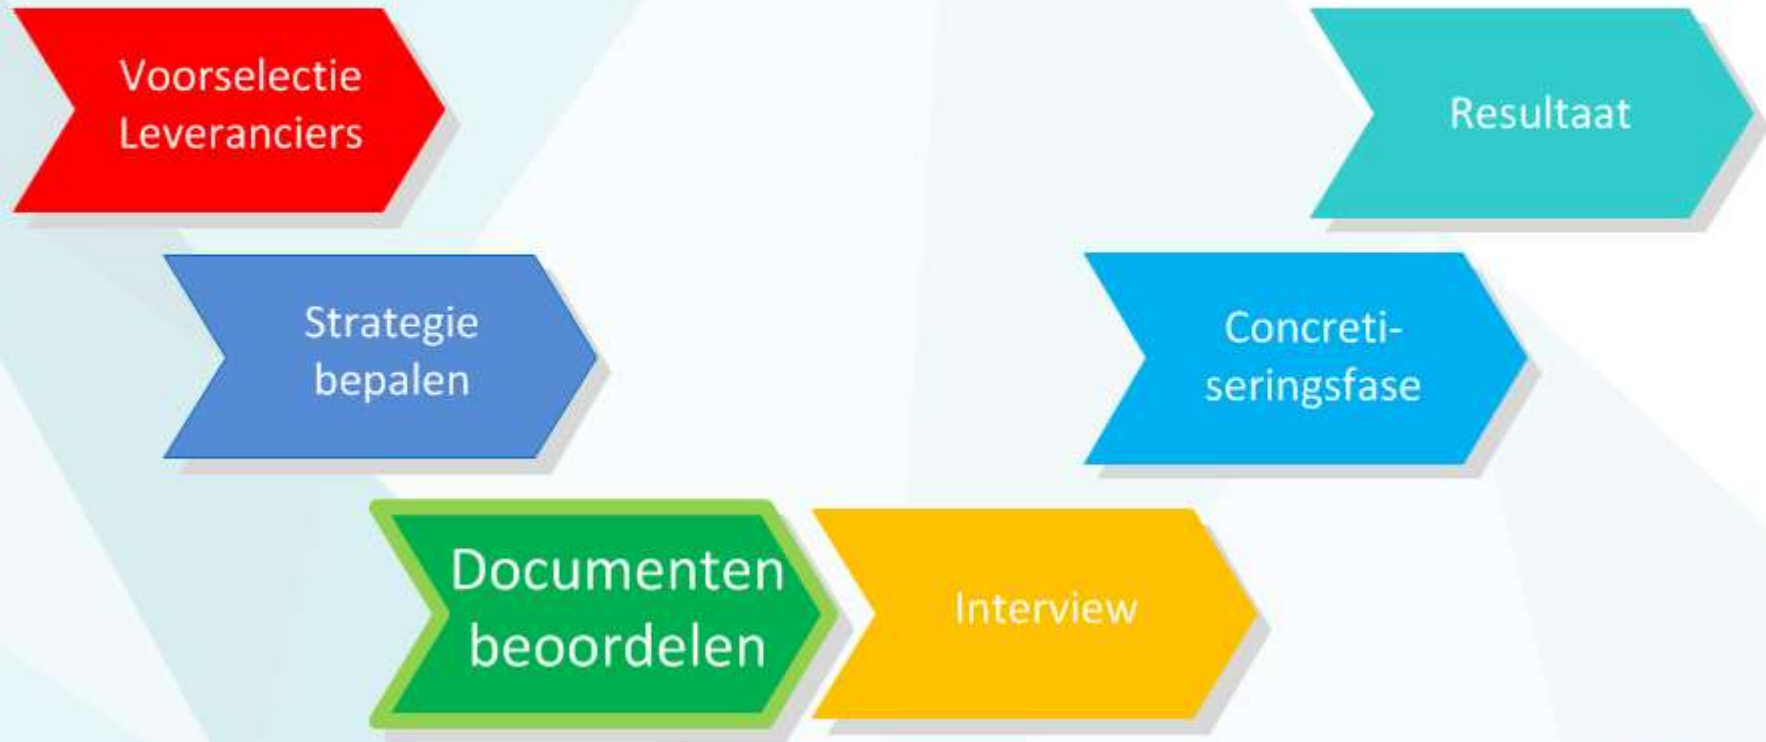 Voorselectie
Leveranciers
Strategie
bepalen
Documenten
beoordelen
Interview
Concreti-
seringsfase
Resultaat